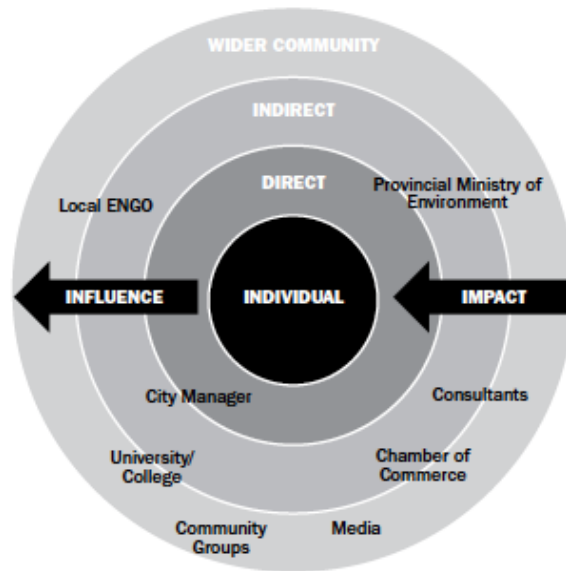 WIDER COMMUNITY
INDIRECT
DIRECT
Provincial Ministry of
Environment
Local ENGO
INFLUENCE
INDIVIDUAL
IMPACT
City Manager
Consultants
University/
College
Chamber of
Commerce
Community
Groups
Media